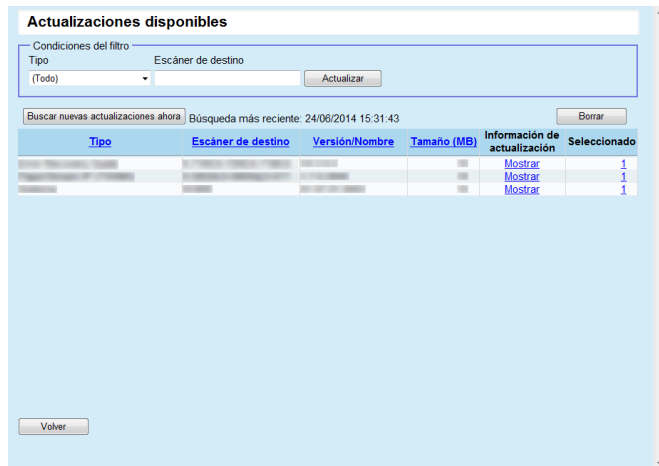 Actualizaciones disponibles
Condiciones del filtro
Tipo Escáner de destino
(Todo) Actualizar
Buscar nuevas actualizaciones ahora Búsqueda más reciente: 24/06/2014 15:31:43 Borrar
Tipo Escáner de destino Versión/Nombre Tamaño (MB) Información de actualización Seleccionado
Mostrar 1
Mostrar 1
Mostrar 1
Volver